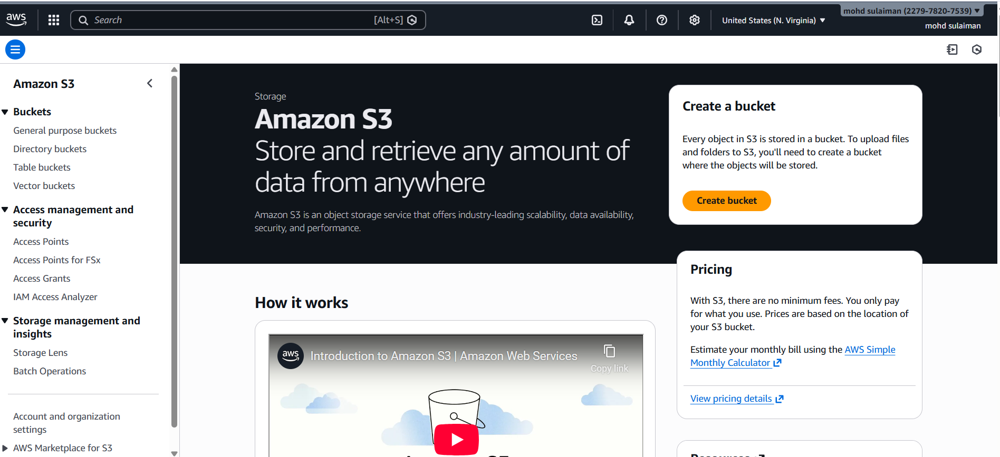 aws
Search
[Alt+S]
United States (N. Virginia)
mohd sulaiman (2279-7820-7539)
mohd sulaiman
Amazon S3
Buckets
General purpose buckets
Directory buckets
Table buckets
Vector buckets
Access management and
security
Access Points
Access Points for FSx
Access Grants
IAM Access Analyzer
Storage management and
insights
Storage Lens
Batch Operations
Account and organization
settings
AWS Marketplace for S3
Storage
Amazon S3
Store and retrieve any amount of
data from anywhere
Amazon S3 is an object storage service that offers industry-leading scalability, data availability,
security, and performance.
Create a bucket
Every object in S3 is stored in a bucket. To upload files
and folders to S3, you'll need to create a bucket
where the objects will be stored.
Create bucket
How it works
aws
Introduction to Amazon S3 | Amazon Web Services
Copy link
Pricing
With S3, there are no minimum fees. You only pay
for what you use. Prices are based on the location of
your S3 bucket.
Estimate your monthly bill using the AWS Simple
Monthly Calculator
View pricing details